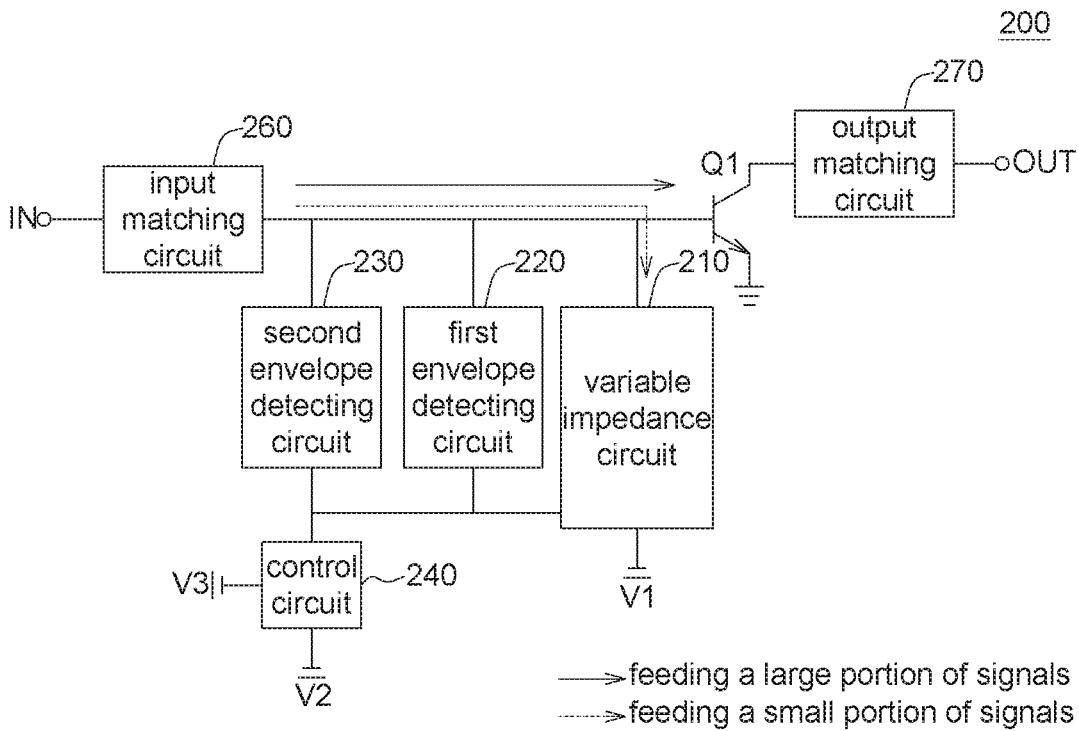 200
270
260
output
matching
circuit
Q1
OUT
input
matching
circuit
IN
230
220
210
second
envelope
detecting
circuit
first
envelope
detecting
circuit
variable
impedance
circuit
control
circuit
240
V3
V1
V2
feeding a large portion of signals
feeding a small portion of signals